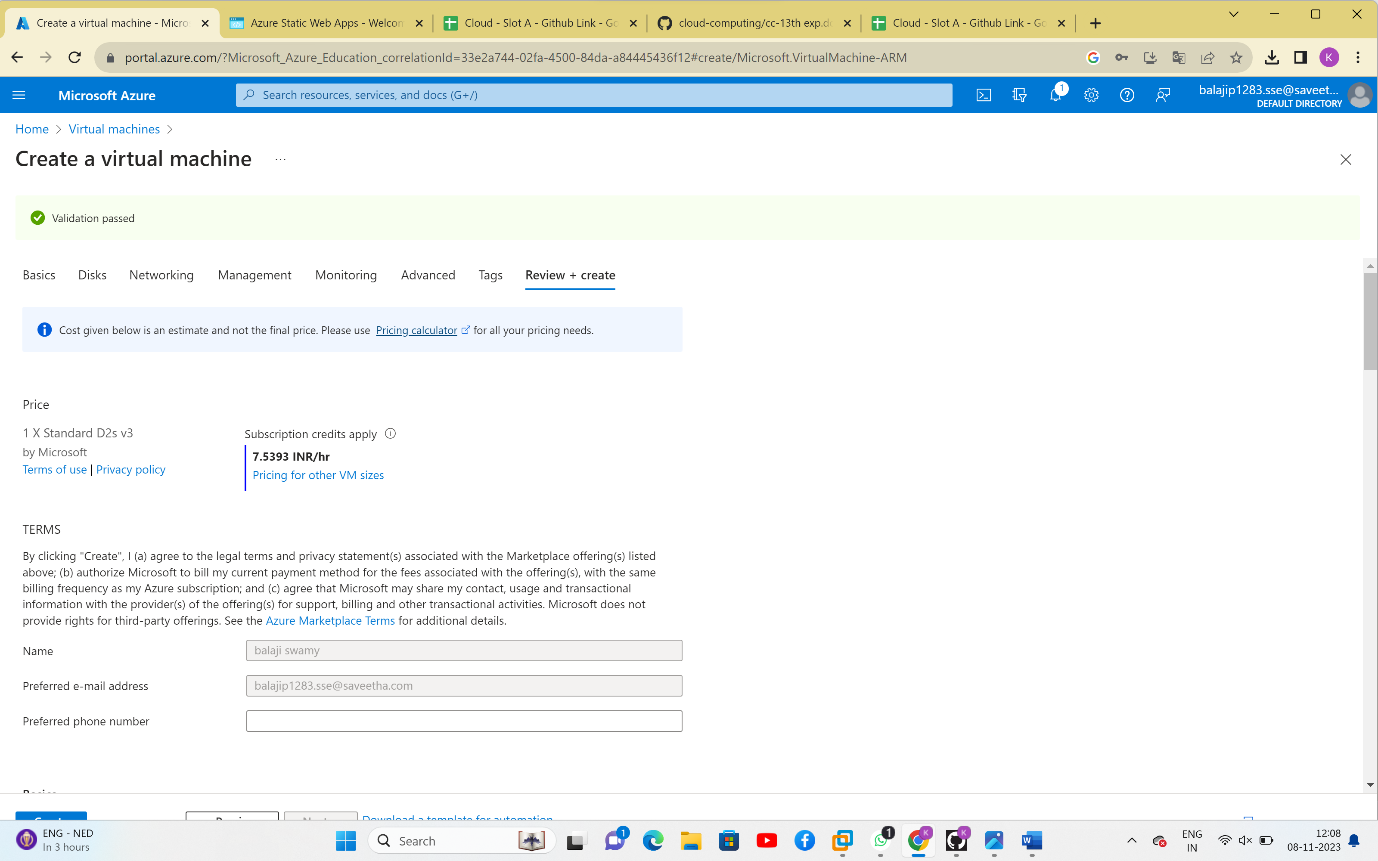 Create a virtual machine - Micro
Azure Static Web Apps - Welcon
Cloud - Slot A - Github Link - Go
cloud-computing/cc-13th exp.d
Cloud - Slot A - Github Link - Go
portal.azure.com/?Microsoft_Azure_Education_correlationId=33e2a744-02fa-4500-84da-a84445436f12#create/Microsoft.VirtualMachine-ARM
K
Microsoft Azure
Search resources, services, and docs (G+/)
1
balajip1283.sse@saveet...
DEFAULT DIRECTORY
Home > Virtual machines >
Create a virtual machine ...
Validation passed
Basics Disks Networking Management Monitoring Advanced Tags Review + create
Cost given below is an estimate and not the final price. Please use Pricing calculator for all your pricing needs.
Price
1 X Standard D2s v3
by Microsoft
Terms of use | Privacy policy
Subscription credits apply
7.5393 INR/hr
Pricing for other VM sizes
TERMS
By clicking "Create", I (a) agree to the legal terms and privacy statement(s) associated with the Marketplace offering(s) listed
above; (b) authorize Microsoft to bill my current payment method for the fees associated with the offering(s), with the same
billing frequency as my Azure subscription; and (c) agree that Microsoft may share my contact, usage and transactional
information with the provider(s) of the offering(s) for support, billing and other transactional activities. Microsoft does not
provide rights for third-party offerings. See the Azure Marketplace Terms for additional details.
Name balaji swamy
Preferred e-mail address balajip1283.sse@saveetha.com
Preferred phone number
Basics
Download a template for automation
ENG - NED
In 3 hours
Search
1
1
K
K
ENG
IN
12:08
08-11-2023